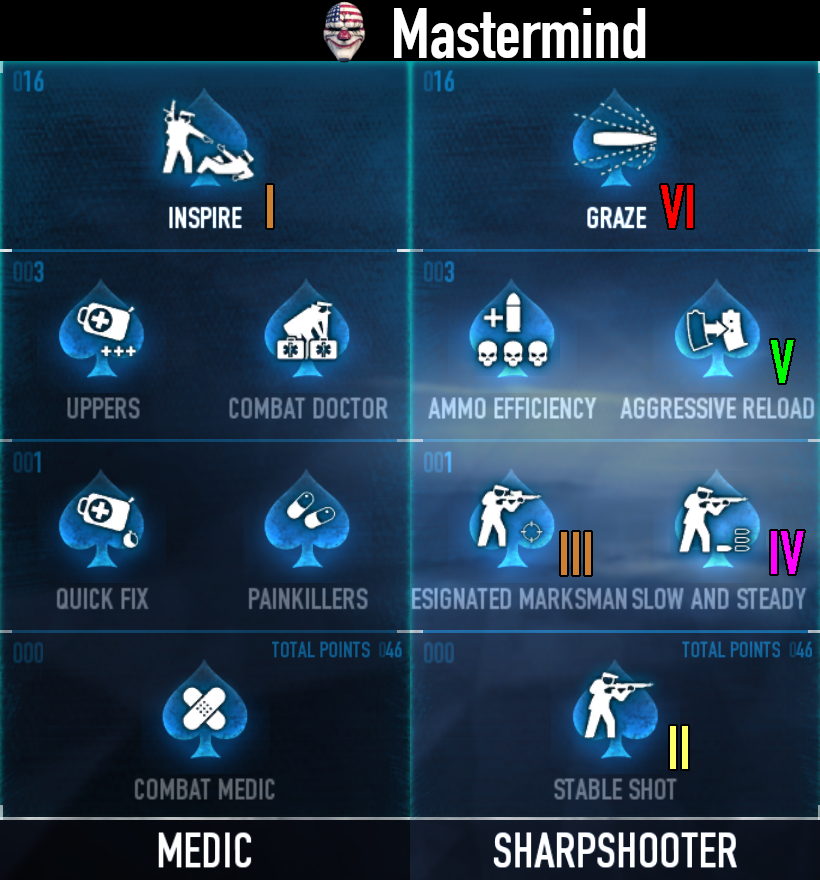 Mastermind
016
016
INSPIRE I
GRAZE VI
003
003
UPPERS
COMBAT DOCTOR
AMMO EFFICIENCY
AGGRESSIVE RELOAD V
001
001
QUICK FIX
PAINKILLERS
ESIGNATED MARKSMAN III
SLOW AND STEADY IV
000
TOTAL POINTS 046
000
TOTAL POINTS 046
COMBAT MEDIC
STABLE SHOT II
MEDIC
SHARPSHOOTER